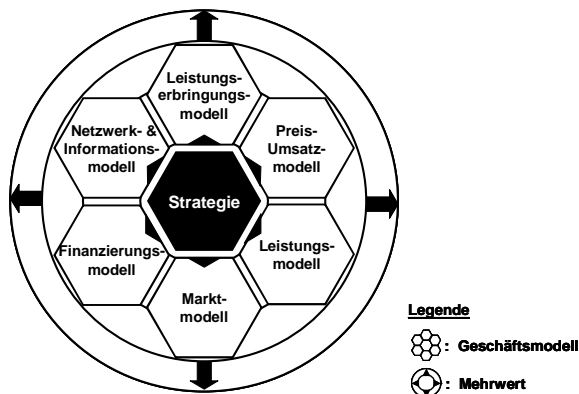 Leistungs-
erbringungs-
modell
Netzwerk- &
Informations-
modell
Preis-
Umsatz-
modell
Strategie
Finanzierungs-
modell
Leistungs-
modell
Markt-
modell
Legende
: Geschäftsmodell
: Mehrwert